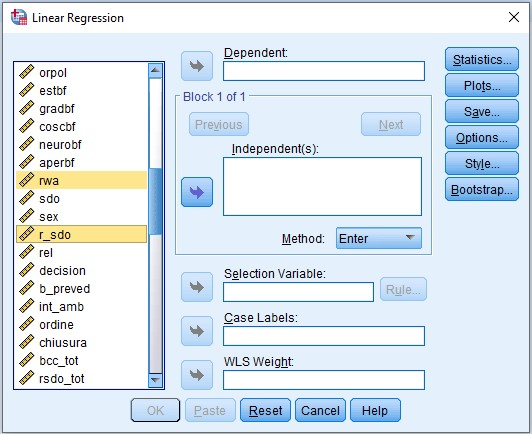 Linear Regression
orpol
estbf
gradbf
coscbf
neurobf
aperbf
rwa
sdo
sex
r_sdo
rel
decision
b_preved
int_amb
ordine
chiusura
bcc_tot
rsdo_tot
Dependent:
Block 1 of 1
Previous
Next
Independent(s):
Method:
Enter
Selection Variable:
Rule...
Case Labels:
WLS Weight:
Statistics...
Plots...
Save...
Options...
Style...
Bootstrap...
OK
Paste
Reset
Cancel
Help